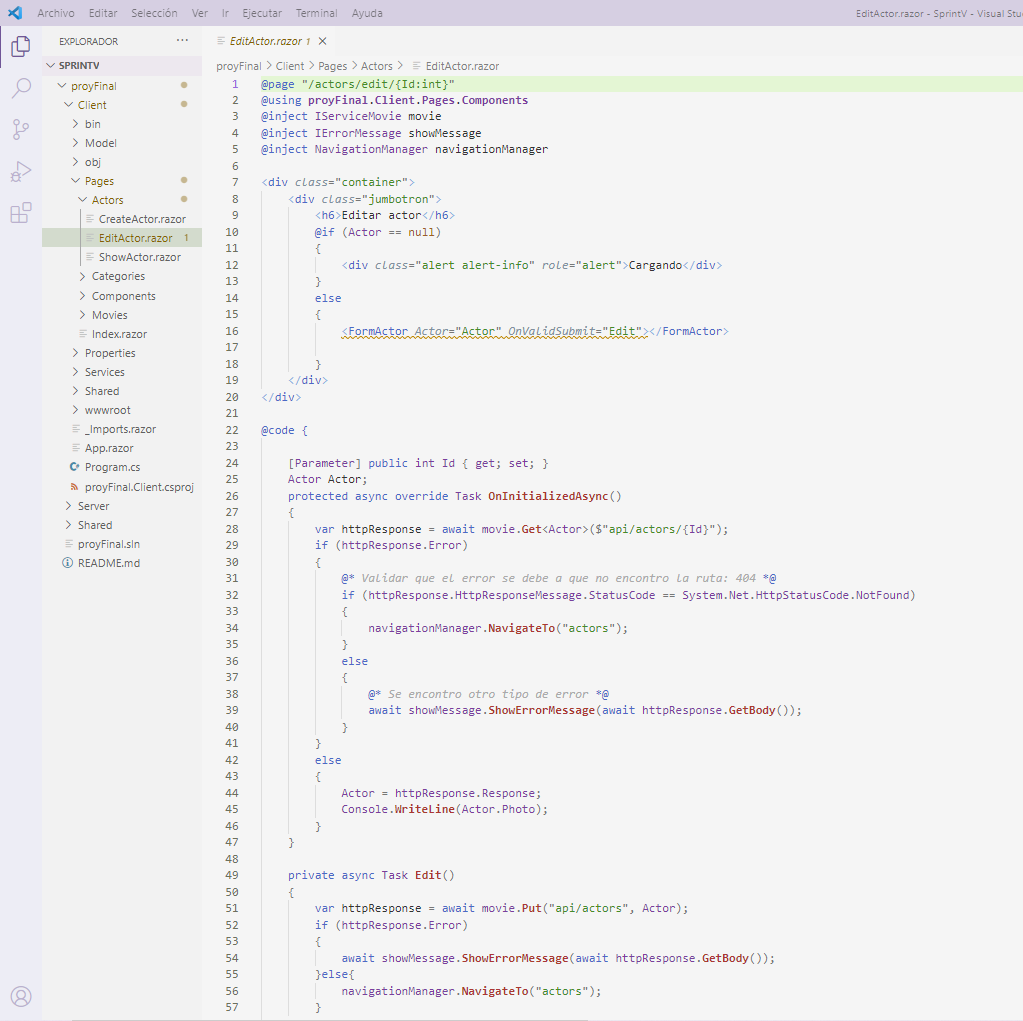 Archivo Editar Selección Ver Ir Ejecutar Terminal Ayuda EditActor.razor - SprintV - Visual Stu
EXPLORADOR ···
SPRINTV
proyFinal
Client
bin
Model
obj
Pages
Actors
CreateActor.razor
EditActor.razor 1
ShowActor.razor
Categories
Components
Movies
Index.razor
Properties
Services
Shared
wwwroot
_Imports.razor
App.razor
Program.cs
proyFinal.Client.csproj
Server
Shared
proyFinal.sln
README.md
EditActor.razor 1
proyFinal > Client > Pages > Actors > EditActor.razor
1 @page "/actors/edit/{Id:int}"
2 @using proyFinal.Client.Pages.Components
3 @inject IServiceMovie movie
4 @inject IErrorMessage showMessage
5 @inject NavigationManager navigationManager
6
7 <div class="container">
8 <div class="jumbotron">
9 <h6>Editar actor</h6>
10 @if (Actor == null)
11 {
12 <div class="alert alert-info" role="alert">Cargando</div>
13 }
14 else
15 {
16 <FormActor Actor="Actor" OnValidSubmit="Edit"></FormActor>
17
18 }
19 </div>
20 </div>
21
22 @code {
23
24 [Parameter] public int Id { get; set; }
25 Actor Actor;
26 protected async override Task OnInitializedAsync()
27 {
28 var httpResponse = await movie.Get<Actor>($"api/actors/{Id}");
29 if (httpResponse.Error)
30 {
31 @* Validar que el error se debe a que no encontro la ruta: 404 *@
32 if (httpResponse.HttpResponseMessage.StatusCode == System.Net.HttpStatusCode.NotFound)
33 {
34 navigationManager.NavigateTo("actors");
35 }
36 else
37 {
38 @* Se encontro otro tipo de error *@
39 await showMessage.ShowErrorMessage(await httpResponse.GetBody());
40 }
41 }
42 else
43 {
44 Actor = httpResponse.Response;
45 Console.WriteLine(Actor.Photo);
46 }
47 }
48
49 private async Task Edit()
50 {
51 var httpResponse = await movie.Put("api/actors", Actor);
52 if (httpResponse.Error)
53 {
54 await showMessage.ShowErrorMessage(await httpResponse.GetBody());
55 }else{
56 navigationManager.NavigateTo("actors");
57 }